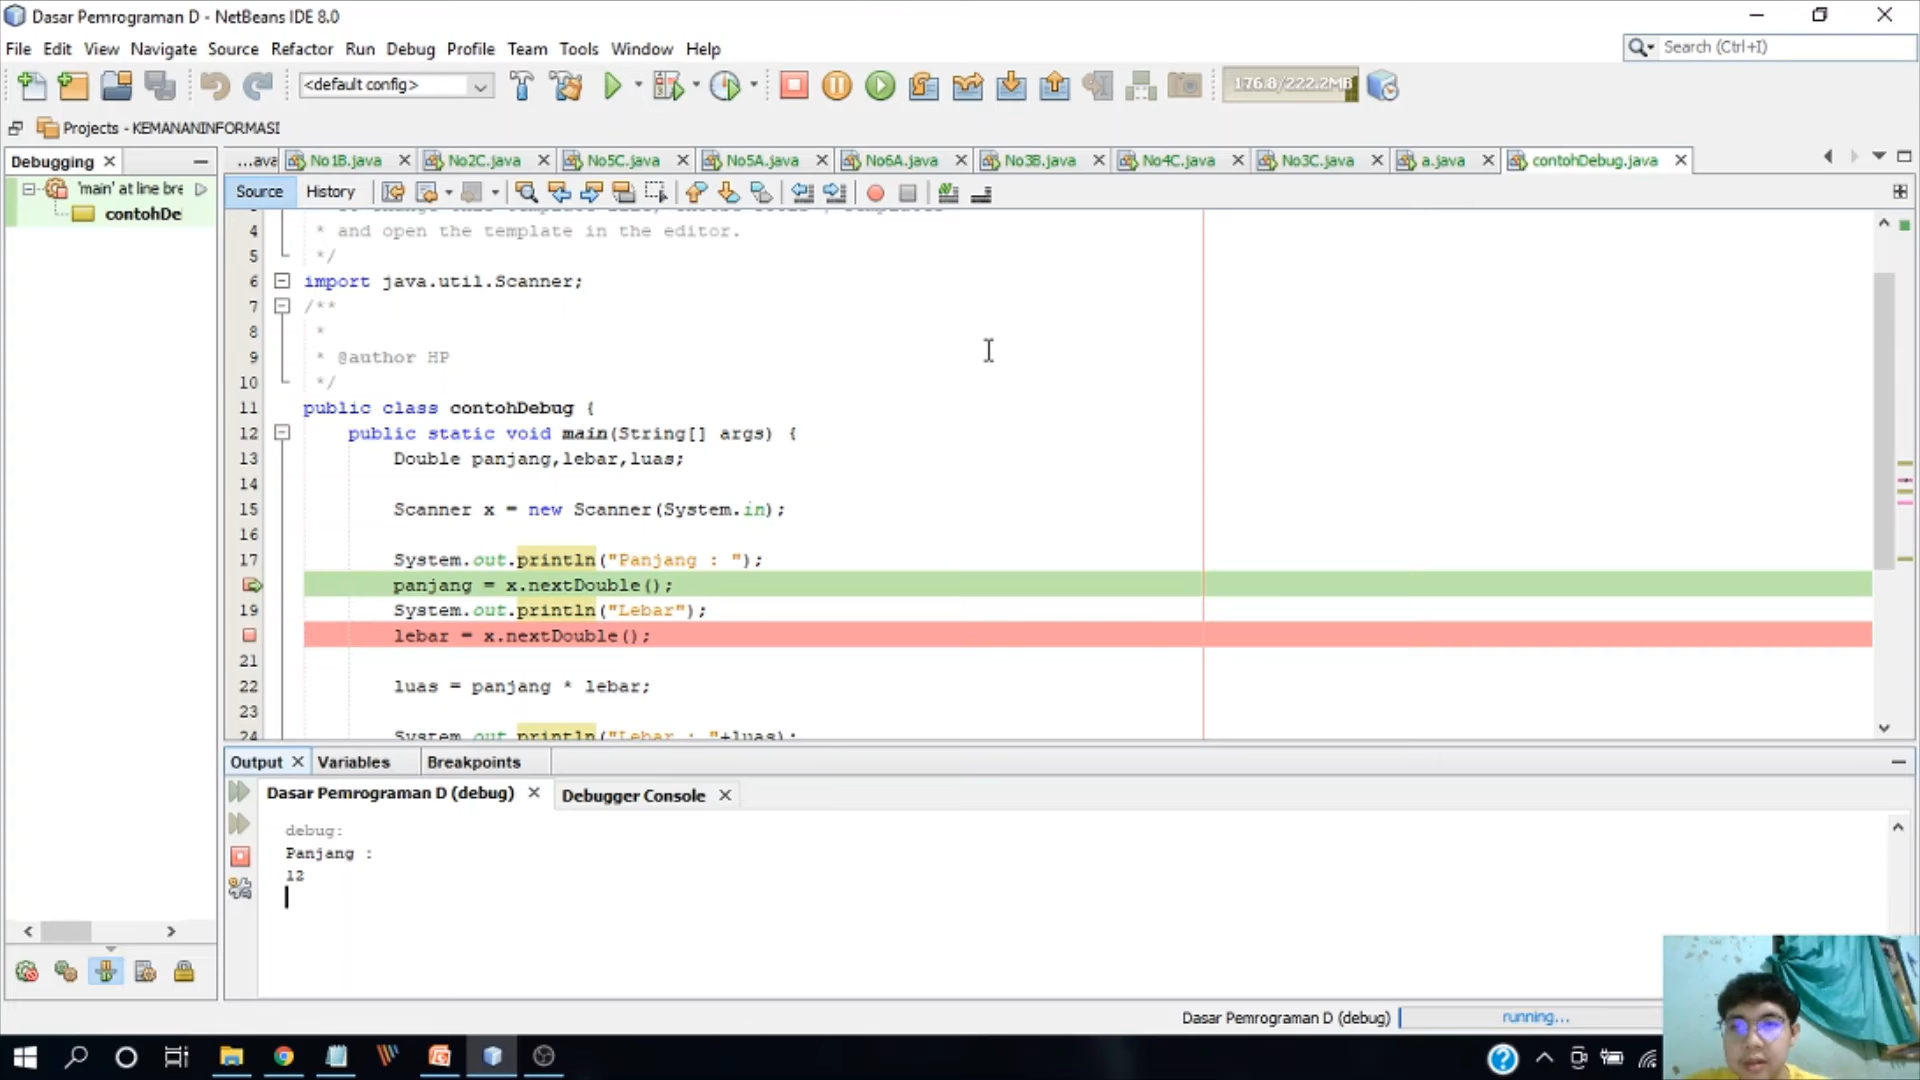 Dasar Pemrograman D - NetBeans IDE 8.0
File Edit View Navigate Source Refactor Run Debug Profile Team Tools Window Help
Search (Ctrl+I)
<default config>
176.8/222.2MB
Projects - KEMANANINFORMASI
Debugging
...ava No1B.java No2C.java No5C.java No5A.java No6A.java No3B.java No4C.java No3C.java a.java contohDebug.java
'main' at line bre
contohDe
Source History
4 * and open the template in the editor.
5 */
6 import java.util.Scanner;
7 /**
8 *
9 * @author HP
10 */
11 public class contohDebug {
12 public static void main(String[] args) {
13 Double panjang,lebar,luas;
14
15 Scanner x = new Scanner(System.in);
16
17 System.out.println("Panjang : ");
panjang = x.nextDouble();
19 System.out.println("Lebar");
lebar = x.nextDouble();
21
22 luas = panjang * lebar;
23
24 System.out.println("Lebar : "+luas);
Output Variables Breakpoints
Dasar Pemrograman D (debug) Debugger Console
debug:
Panjang :
12
Dasar Pemrograman D (debug) running...